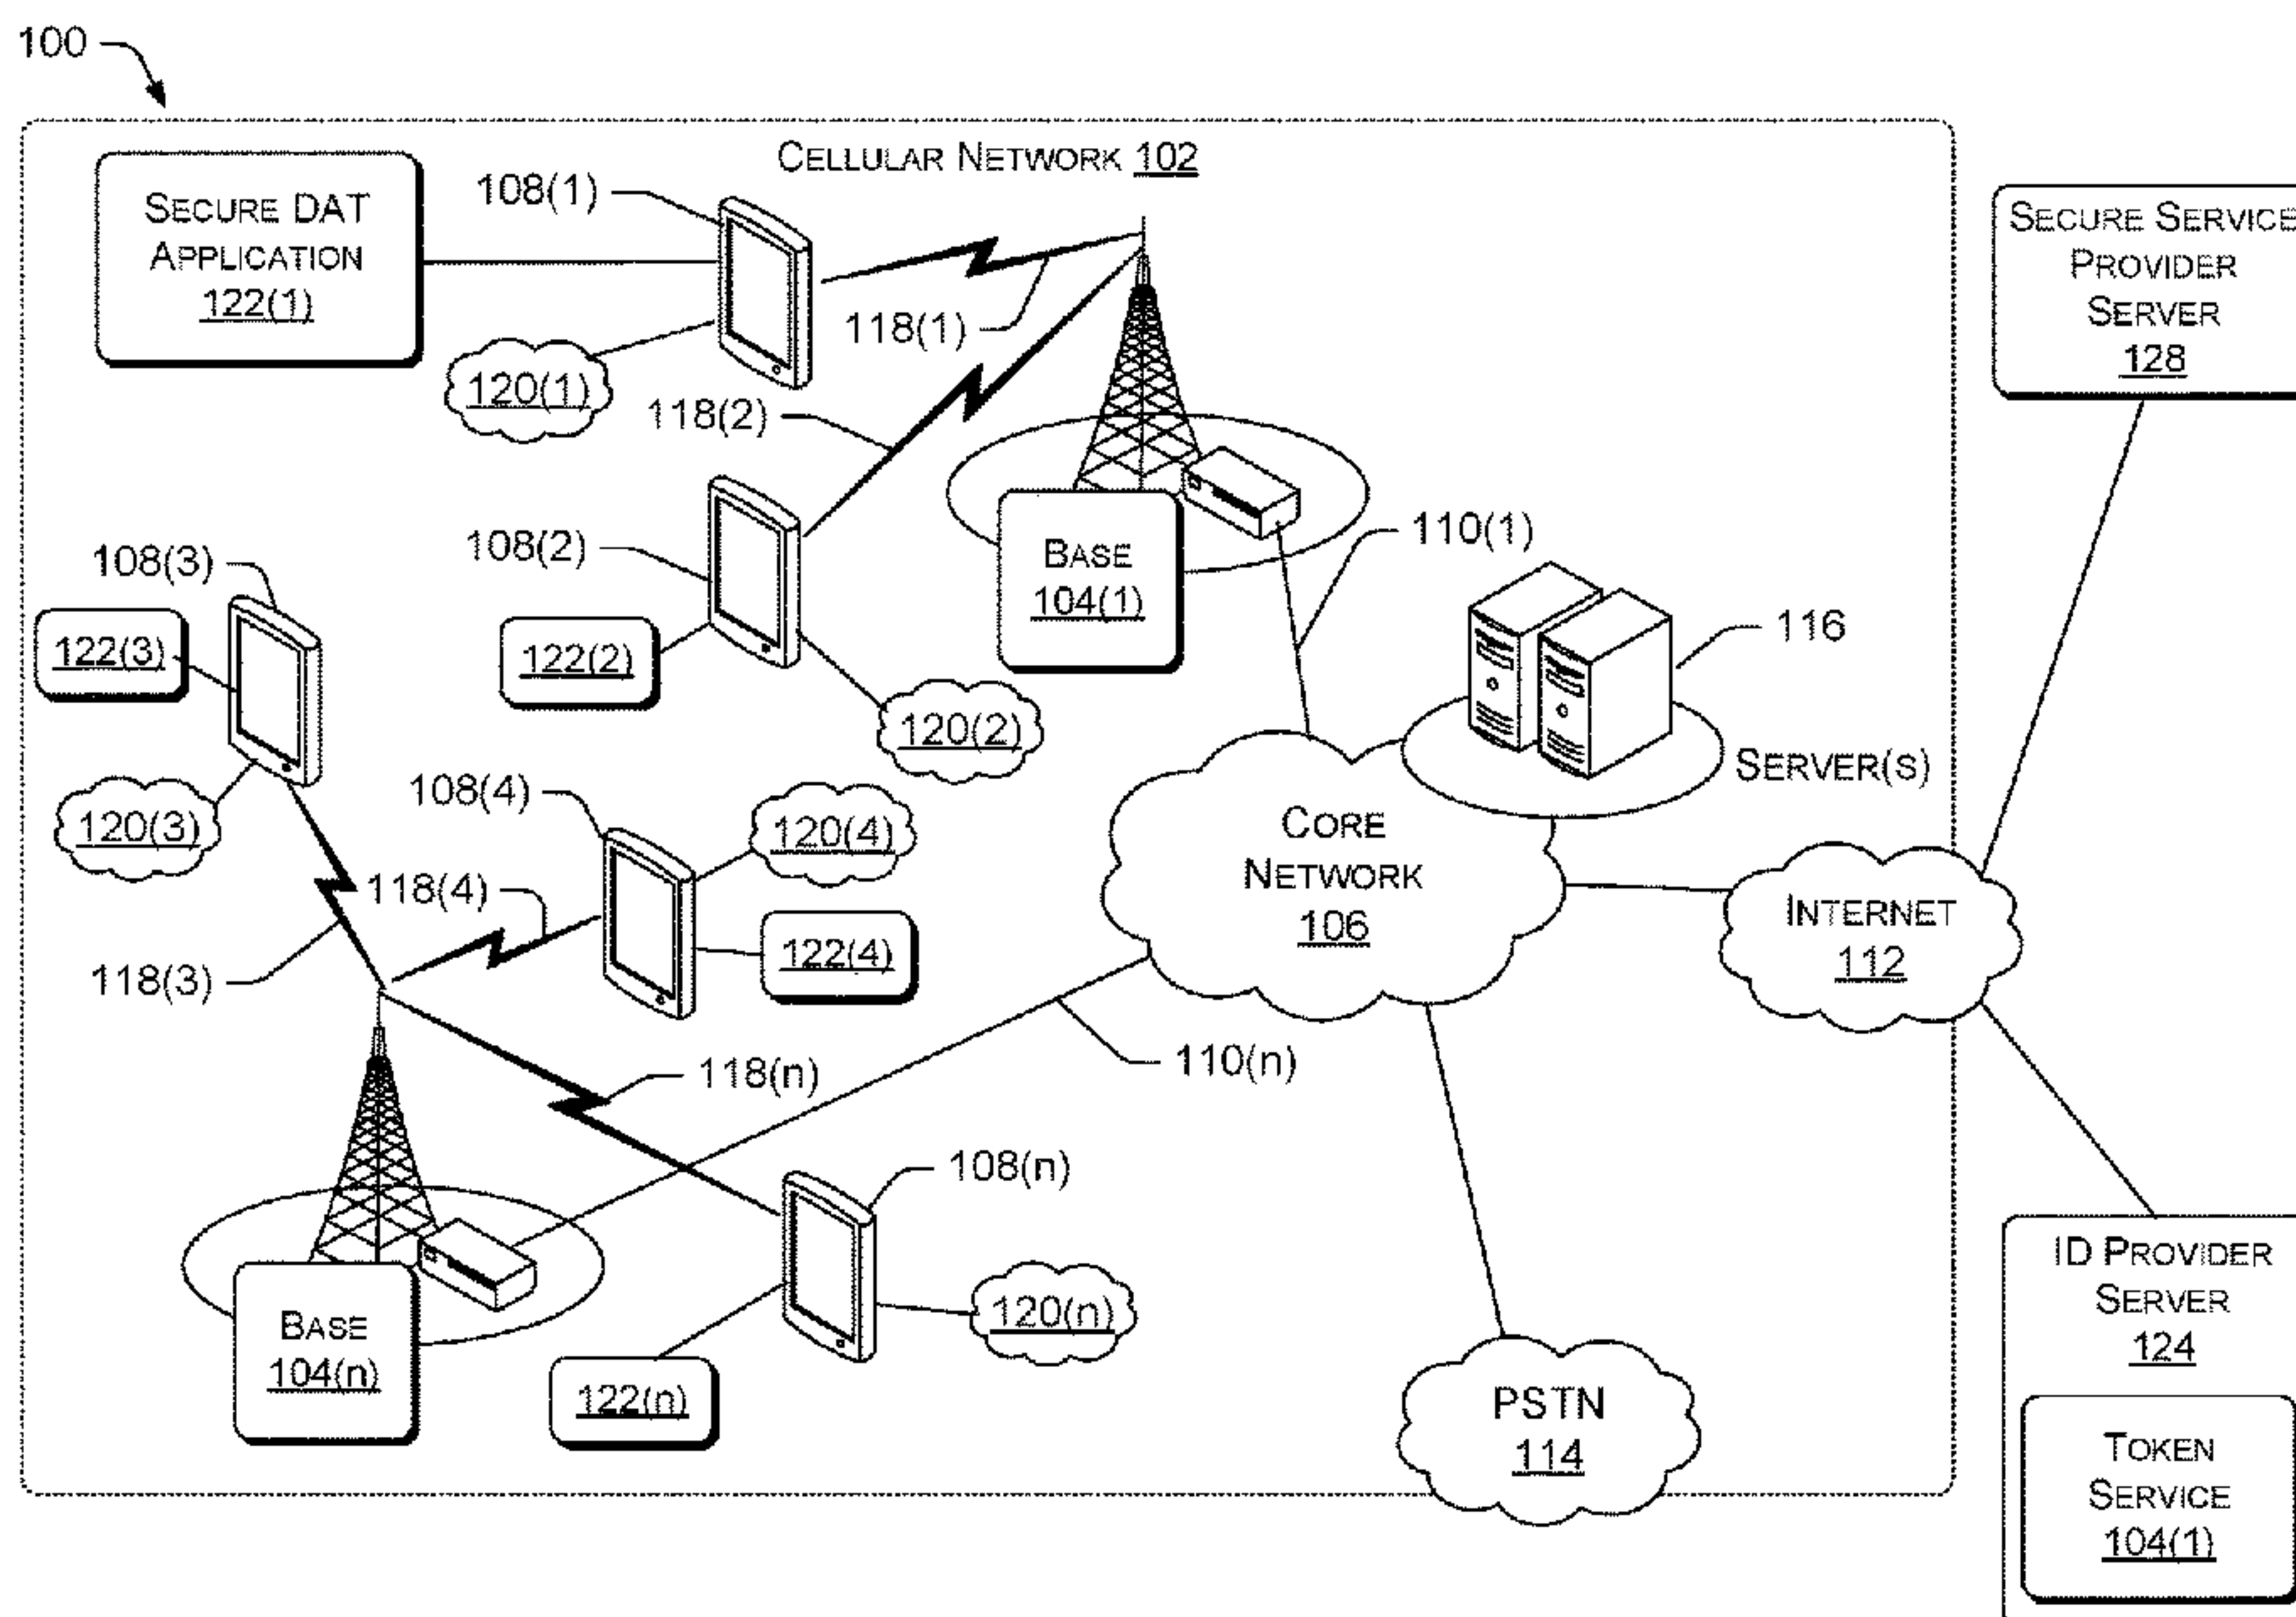 100
CELLULAR NETWORK 102
SECURE DAT
APPLICATION
122(1)
108(1)
118(1)
120(1)
118(2)
SECURE SERVICE
PROVIDER
SERVER
128
108(2)
BASE
104(1)
110(1)
108(3)
122(3)
122(2)
116
120(2)
SERVER(S)
120(3)
108(4)
120(4)
118(4)
122(4)
CORE
NETWORK
106
INTERNET
112
118(3)
118(n)
110(n)
108(n)
BASE
104(n)
120(n)
122(n)
PSTN
114
ID PROVIDER
SERVER
124
TOKEN
SERVICE
104(1)